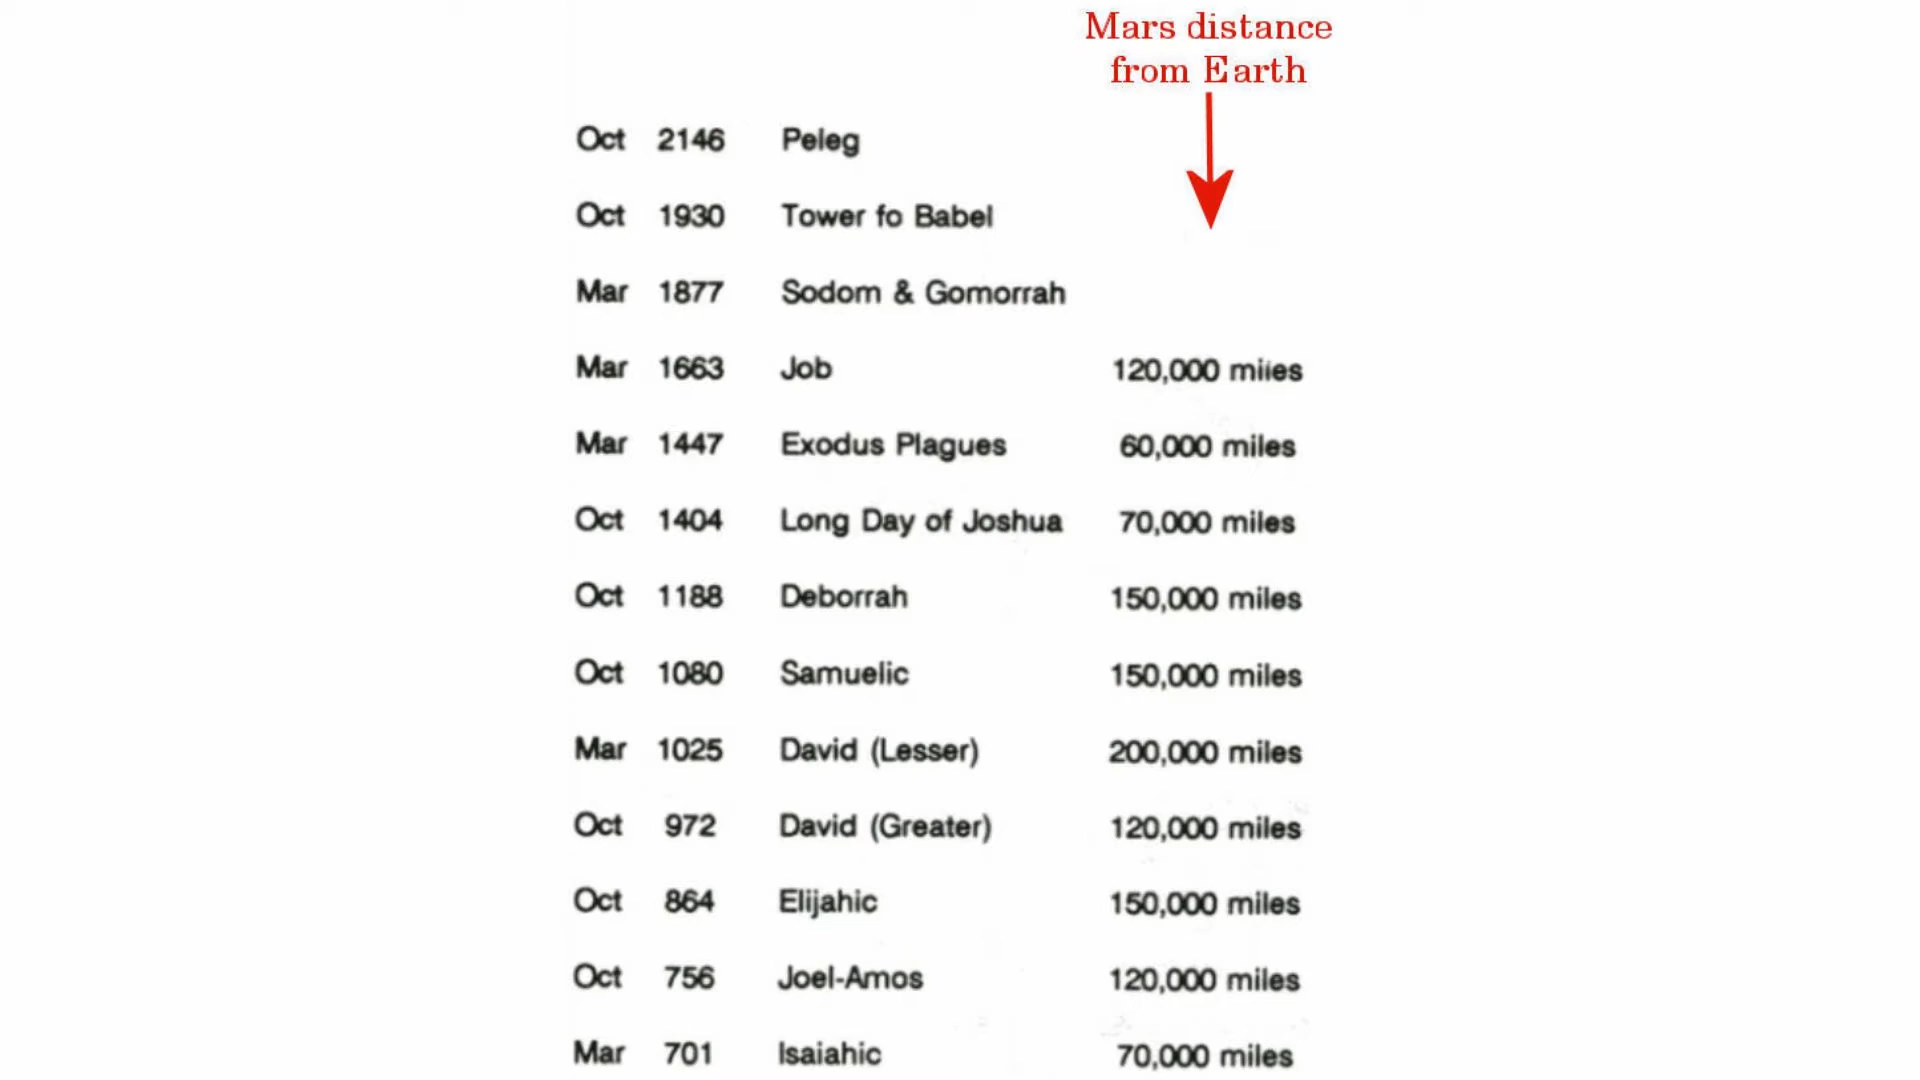 Mars distance
from Earth
Oct 2146 Peleg
Oct 1930 Tower fo Babel
Mar 1877 Sodom & Gomorrah
Mar 1663 Job 120,000 miles
Mar 1447 Exodus Plagues 60,000 miles
Oct 1404 Long Day of Joshua 70,000 miles
Oct 1188 Deborrah 150,000 miles
Oct 1080 Samuelic 150,000 miles
Mar 1025 David (Lesser) 200,000 miles
Oct 972 David (Greater) 120,000 miles
Oct 864 Elijahic 150,000 miles
Oct 756 Joel-Amos 120,000 miles
Mar 701 Isaiahic 70,000 miles